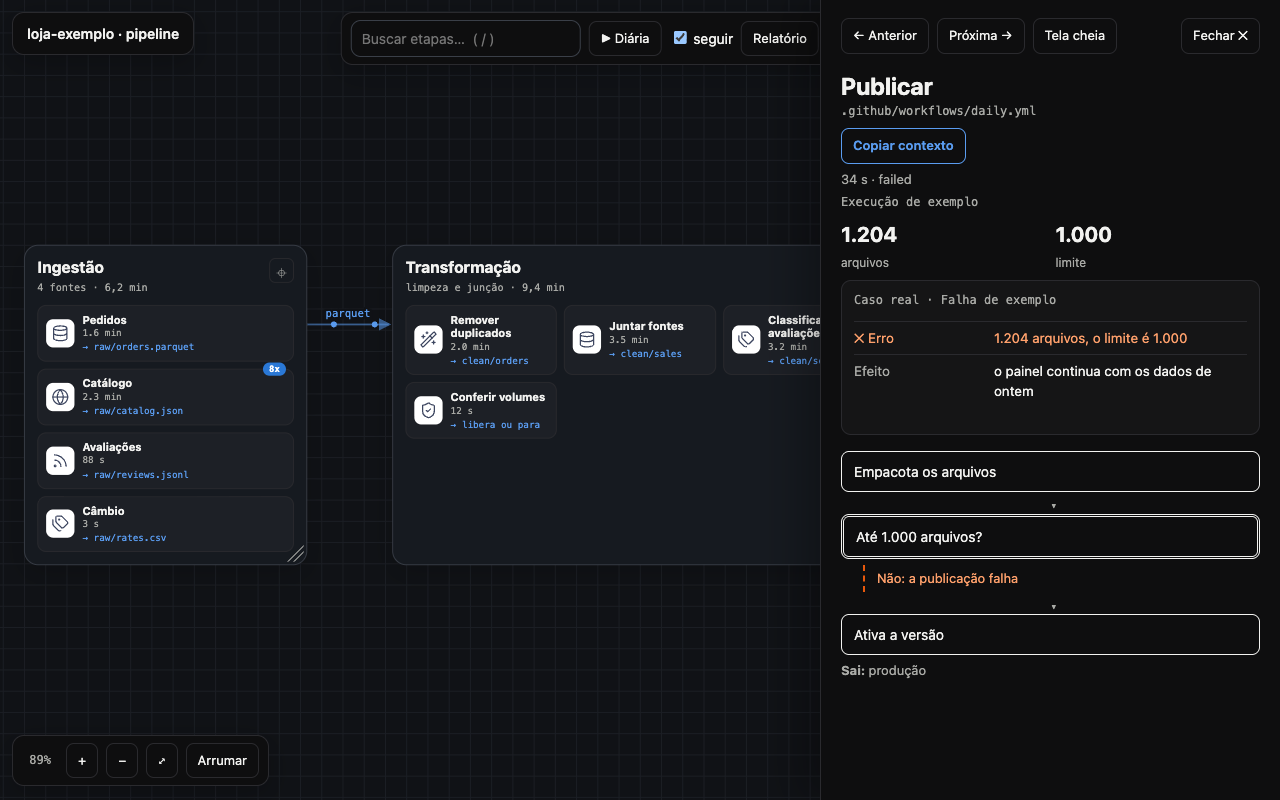 loja-exemplo · pipeline
Buscar etapas... ( / )
▶ Diária
seguir
Relatório
← Anterior
Próxima →
Tela cheia
Fechar ✕
Publicar
.github/workflows/daily.yml
Copiar contexto
34 s · failed
Execução de exemplo
1.204
arquivos
1.000
limite
Caso real · Falha de exemplo
✕ Erro
1.204 arquivos, o limite é 1.000
Efeito
o painel continua com os dados de
ontem
Empacota os arquivos
Até 1.000 arquivos?
Não: a publicação falha
Ativa a versão
Sai: produção
Ingestão
4 fontes · 6,2 min
Pedidos
1.6 min
→ raw/orders.parquet
8x
Catálogo
2.3 min
→ raw/catalog.json
Avaliações
88 s
→ raw/reviews.jsonl
Câmbio
3 s
→ raw/rates.csv
parquet
Transformação
limpeza e junção · 9,4 min
Remover
duplicados
2.0 min
→ clean/orders
Juntar fontes
3.5 min
→ clean/sales
Classifica
avaliaçõe
3.2 min
→ clean/s
Conferir volumes
12 s
→ libera ou para
89%
+
−
Arrumar